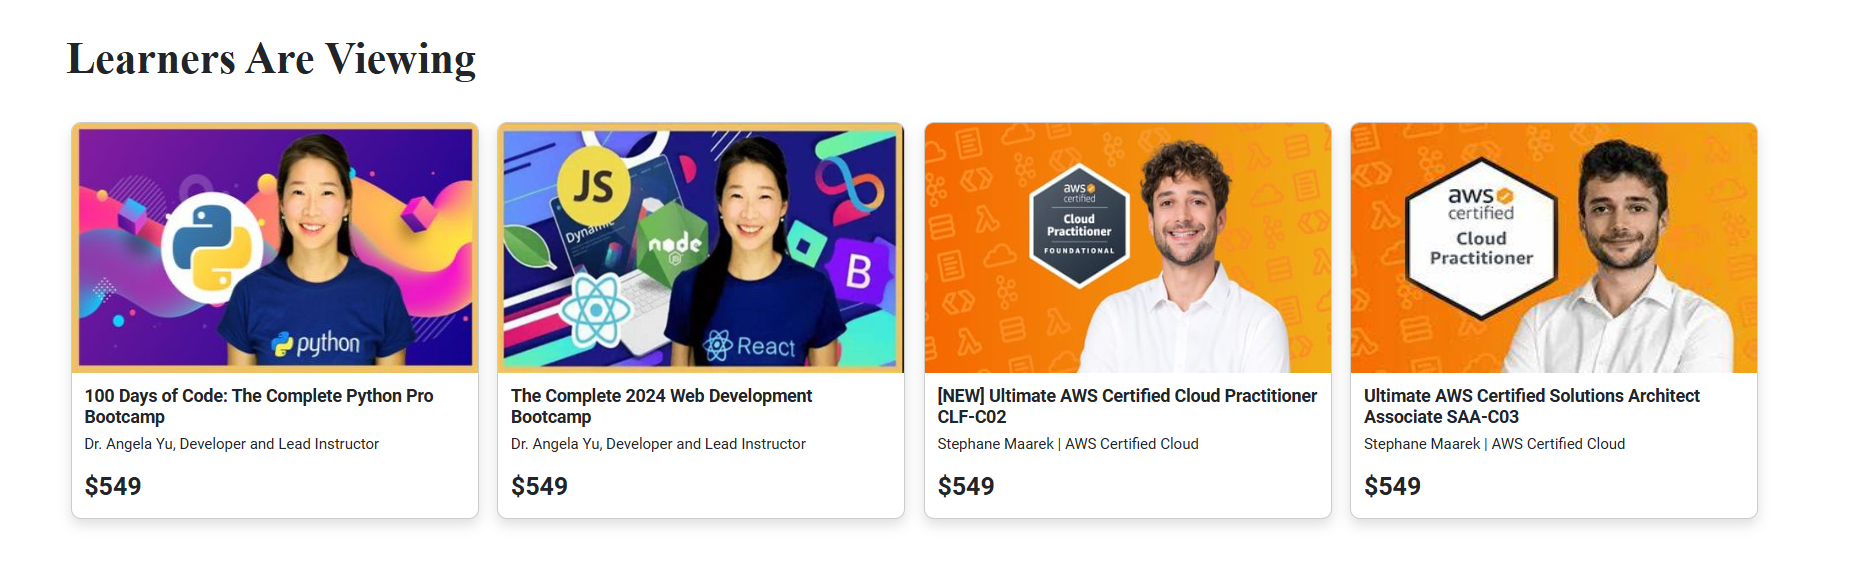 Learners Are Viewing
JS
Dynamic
node
JS
B
python
React
aws
certified
Cloud
Practitioner
FOUNDATIONAL
aws
certified
Cloud
Practitioner
100 Days of Code: The Complete Python Pro
Bootcamp
Dr. Angela Yu, Developer and Lead Instructor
$549
The Complete 2024 Web Development
Bootcamp
Dr. Angela Yu, Developer and Lead Instructor
$549
[NEW] Ultimate AWS Certified Cloud Practitioner
CLF-C02
Stephane Maarek | AWS Certified Cloud
$549
Ultimate AWS Certified Solutions Architect
Associate SAA-C03
Stephane Maarek | AWS Certified Cloud
$549